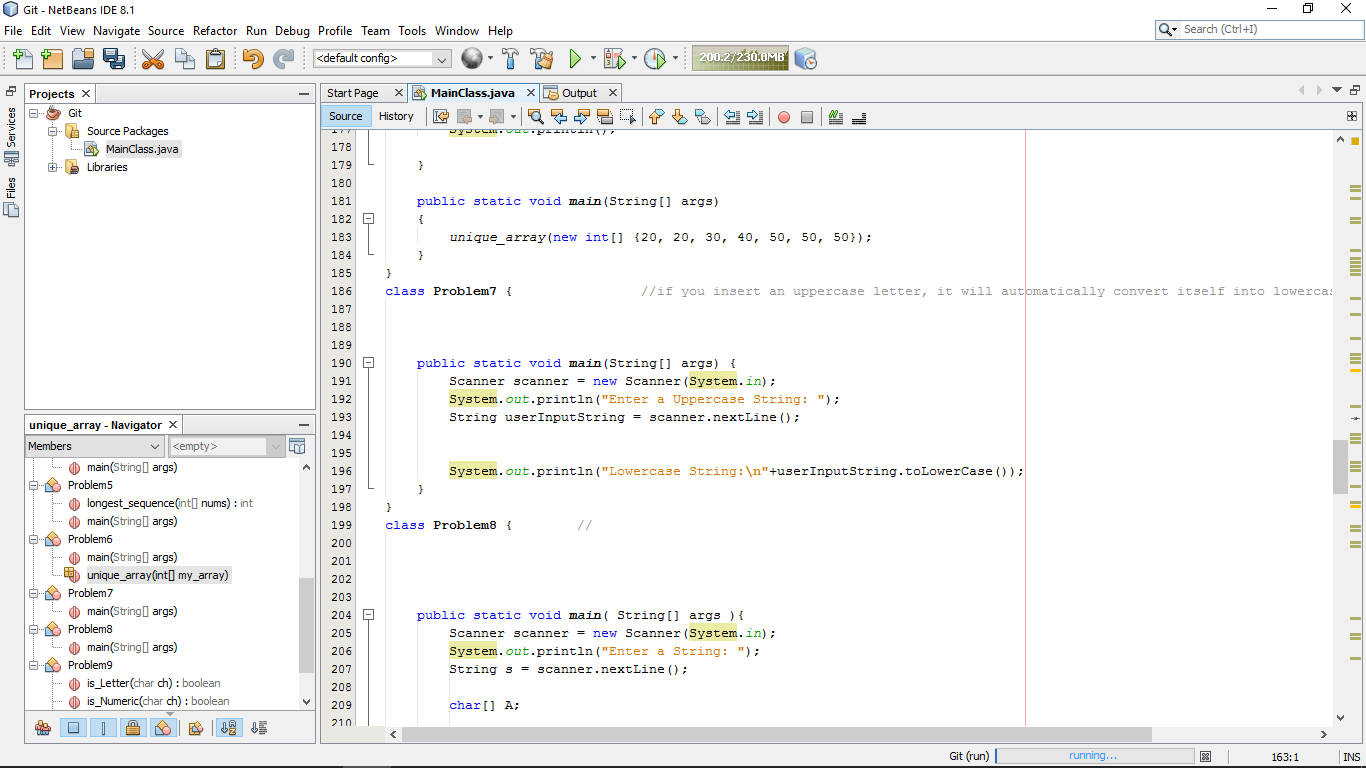 Git - NetBeans IDE 8.1
File Edit View Navigate Source Refactor Run Debug Profile Team Tools Window Help
Search (Ctrl+I)
<default config>
200.2/230.0MB
Services
Files
Projects
Git
Source Packages
MainClass.java
Libraries
unique_array - Navigator
Members
<empty>
main(String[] args)
Problem5
longest_sequence(int[] nums) : int
main(String[] args)
Problem6
main(String[] args)
unique_array(int[] my_array)
Problem7
main(String[] args)
Problem8
main(String[] args)
Problem9
is_Letter(char ch) : boolean
is_Numeric(char ch) : boolean
Start Page MainClass.java Output
Source History
177 System.out.println();
178
179 }
180
181 public static void main(String[] args)
182 {
183 unique_array(new int[] {20, 20, 30, 40, 50, 50, 50});
184 }
185 }
186 class Problem7 { //if you insert an uppercase letter, it will automatically convert itself into lowercas
187
188
189
190 public static void main(String[] args) {
191 Scanner scanner = new Scanner(System.in);
192 System.out.println("Enter a Uppercase String: ");
193 String userInputString = scanner.nextLine();
194
195
196 System.out.println("Lowercase String:\n"+userInputString.toLowerCase());
197 }
198 }
199 class Problem8 { //
200
201
202
203
204 public static void main( String[] args ){
205 Scanner scanner = new Scanner(System.in);
206 System.out.println("Enter a String: ");
207 String s = scanner.nextLine();
208
209 char[] A;
210
Git (run) running... 163:1 INS